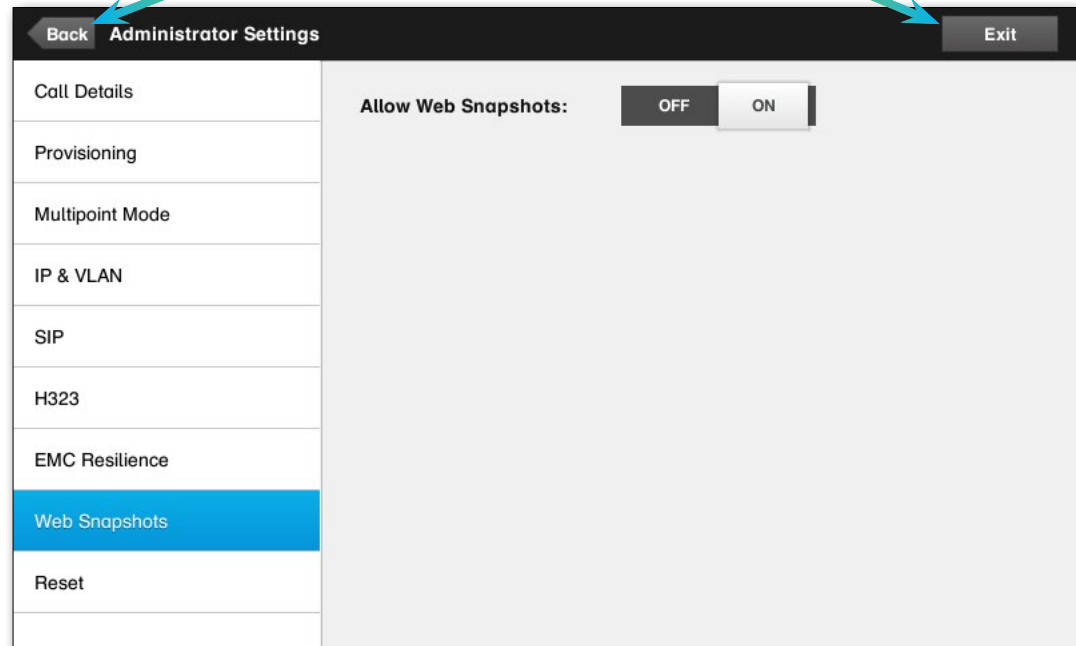 Back Administrator Settings Exit
Call Details
Allow Web Snapshots: OFF ON
Provisioning
Multipoint Mode
IP & VLAN
SIP
H323
EMC Resilience
Web Snapshots
Reset